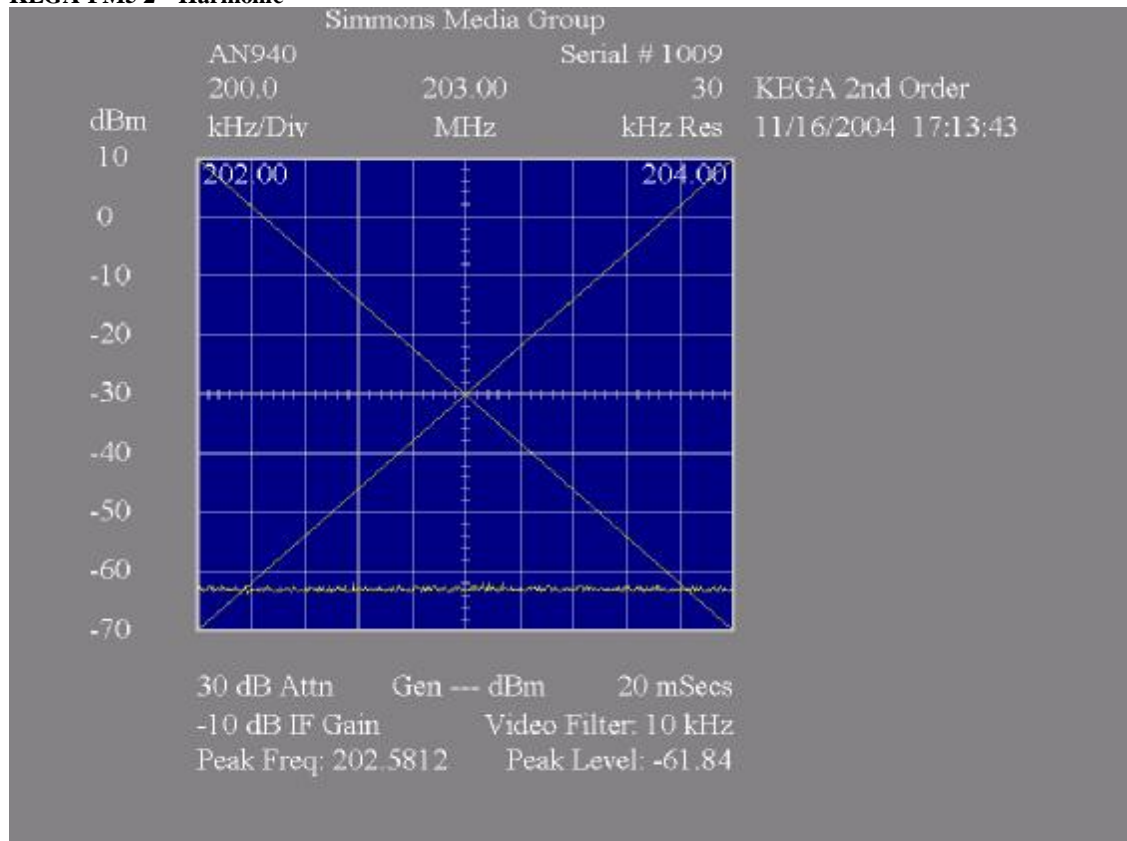 Simmons Media Group
AN940 Serial # 1009
200.0 203.00 30 KEGA 2nd Order
dBm kHz/Div MHz kHz Res 11/16/2004 17:13:43
10
202.00 204.00
0
-10
-20
-30
-40
-50
-60
-70
30 dB Attn Gen --- dBm 20 mSecs
-10 dB IF Gain Video Filter: 10 kHz
Peak Freq: 202.5812 Peak Level: -61.84